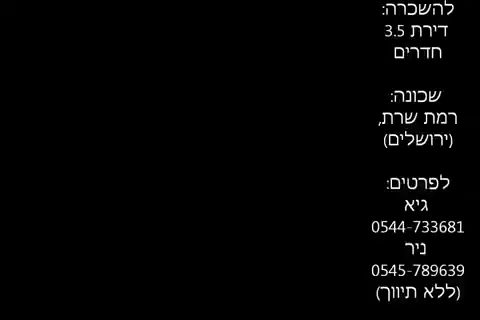 להשכרה:
דירת 3.5
חדרים
שכונה:
רמת שרת,
(ירושלים)
לפרטים:
גיא
0544-733681
ניר
0545-789639
(ללא תיווך)